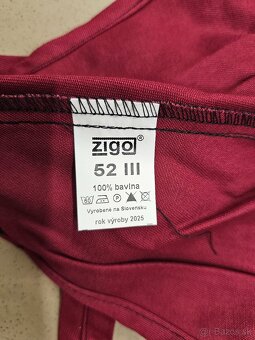 zigo®
52 III
100% bavlna
Vyrobené na Slovensku
rok výroby 2025